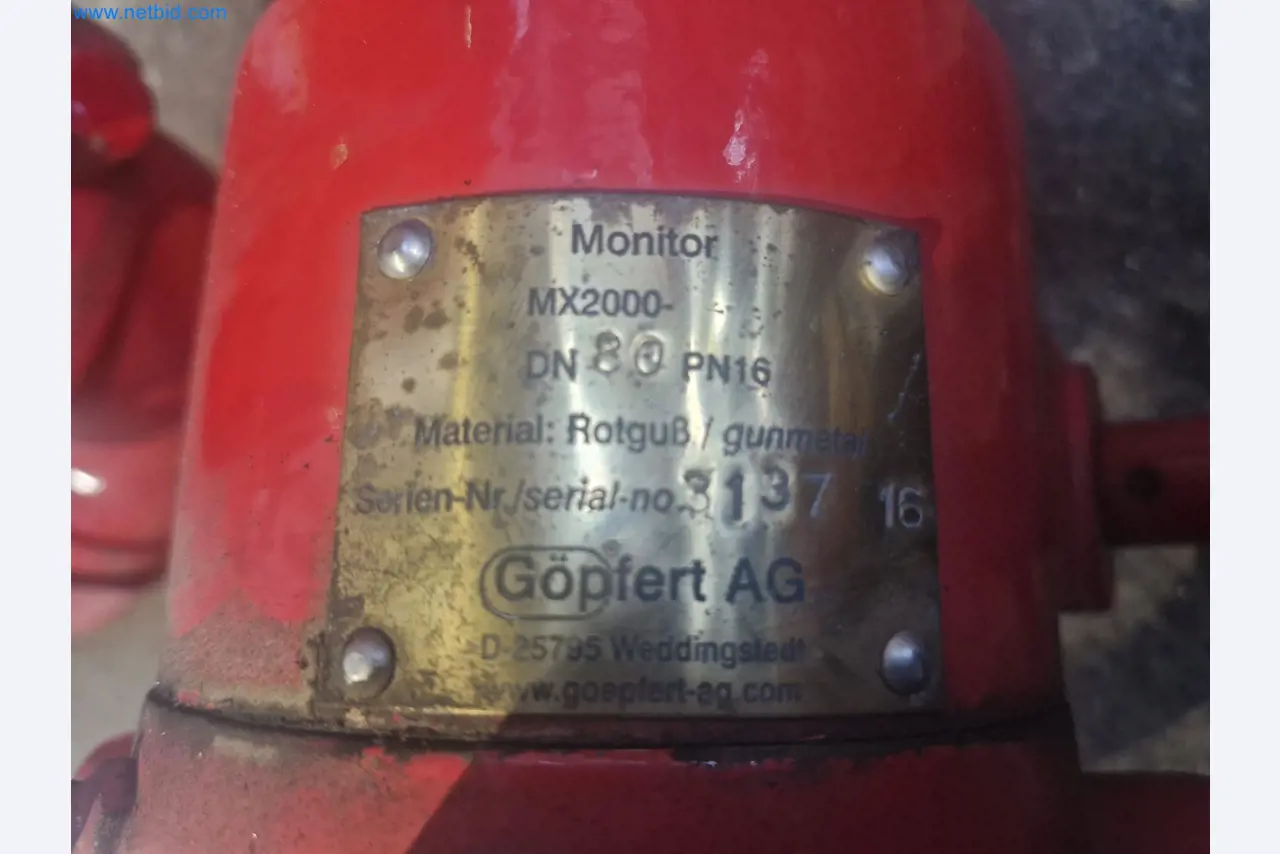 www.netbid.com
Monitor
MX2000-
DN 80 PN16
Material: Rotguß / gunmetal
Serien-Nr./serial-no. 3137 16
Göpfert AG
D-25795 Weddingstedt
www.goepfert-ag.com